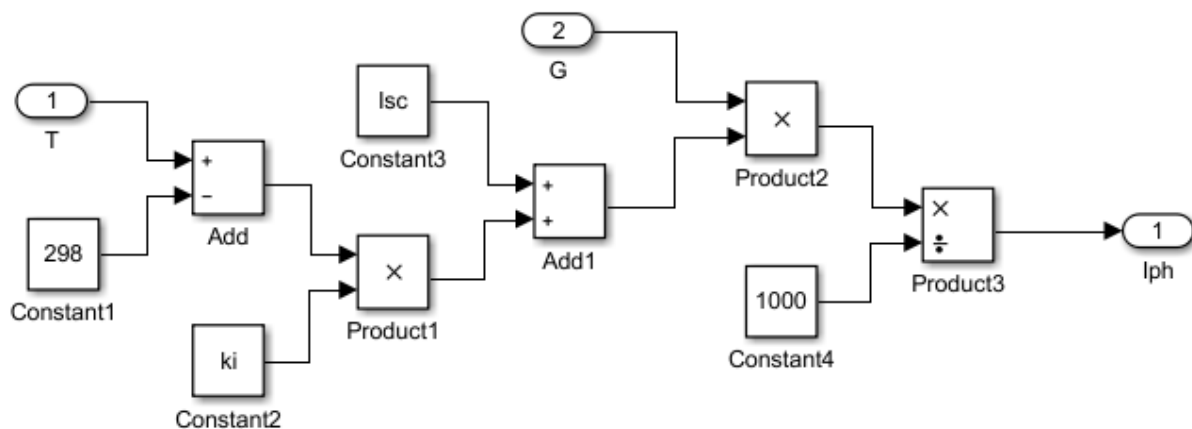 2
G
Isc
Constant3
1
T
+
−
Add
×
Product2
298
Constant1
+
+
Add1
×
÷
Product3
1
Iph
×
Product1
1000
Constant4
ki
Constant2